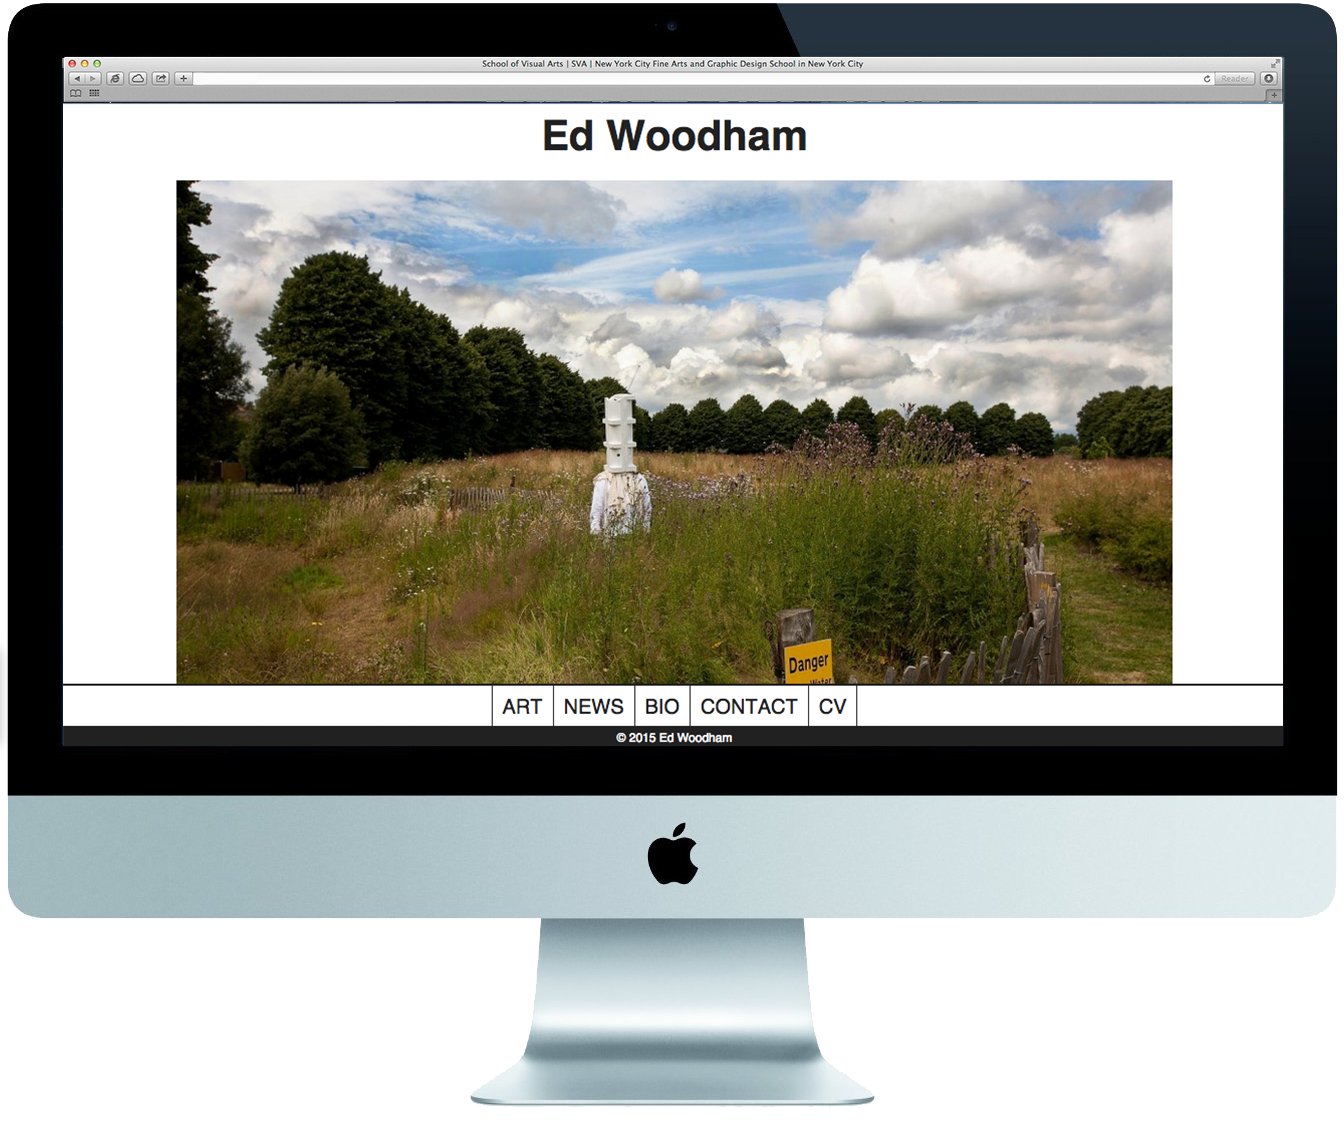 School of Visual Arts | SVA | New York City Fine Arts and Graphic Design School in New York City
Reader
Ed Woodham
Danger
Water
ART NEWS BIO CONTACT CV
© 2015 Ed Woodham